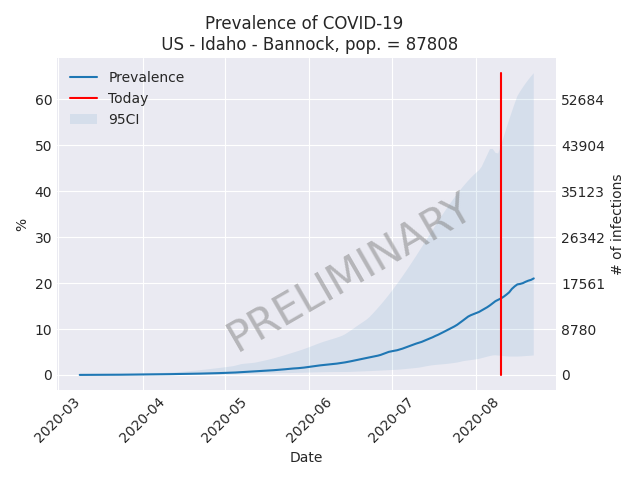 Prevalence of COVID-19
US - Idaho - Bannock, pop. = 87808
Prevalence
Today
95CI
60
50
40
30
20
10
0
%
52684
43904
35123
26342
17561
8780
0
# of infections
PRELIMINARY
2020-03
2020-04
2020-05
2020-06
2020-07
2020-08
Date